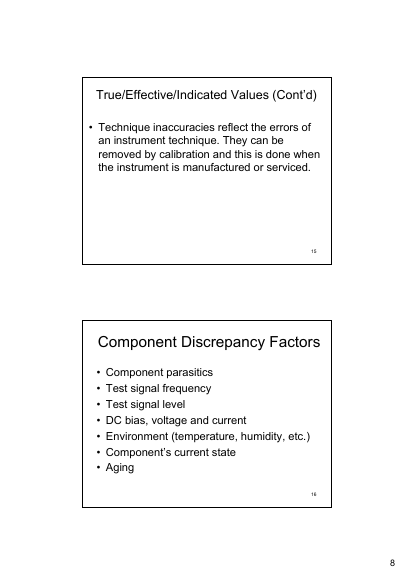 True/Effective/Indicated Values (Cont'd)
• Technique inaccuracies reflect the errors of
an instrument technique. They can be
removed by calibration and this is done when
the instrument is manufactured or serviced.
15
Component Discrepancy Factors
• Component parasitics
• Test signal frequency
• Test signal level
• DC bias, voltage and current
• Environment (temperature, humidity, etc.)
• Component's current state
• Aging
16
8